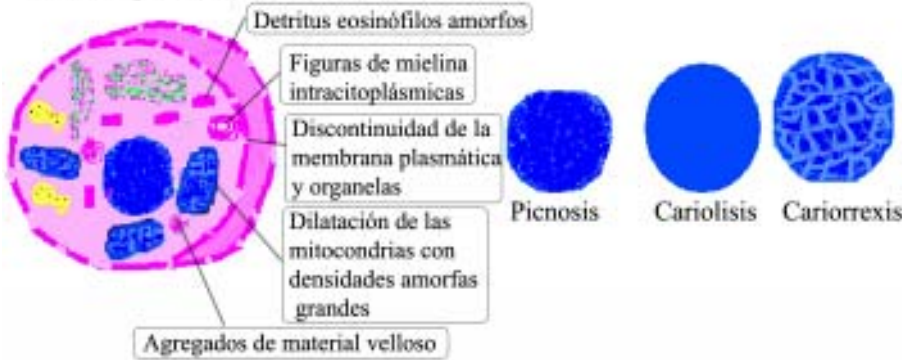 Detritus eosinófilos amorfos
Figuras de mielina
intracitoplásmicas
Discontinuidad de la
membrana plasmática
y organelas
Dilatación de las
mitocondrias con
densidades amorfas
grandes
Agregados de material velloso
Picnosis
Cariolisis
Cariorrexis